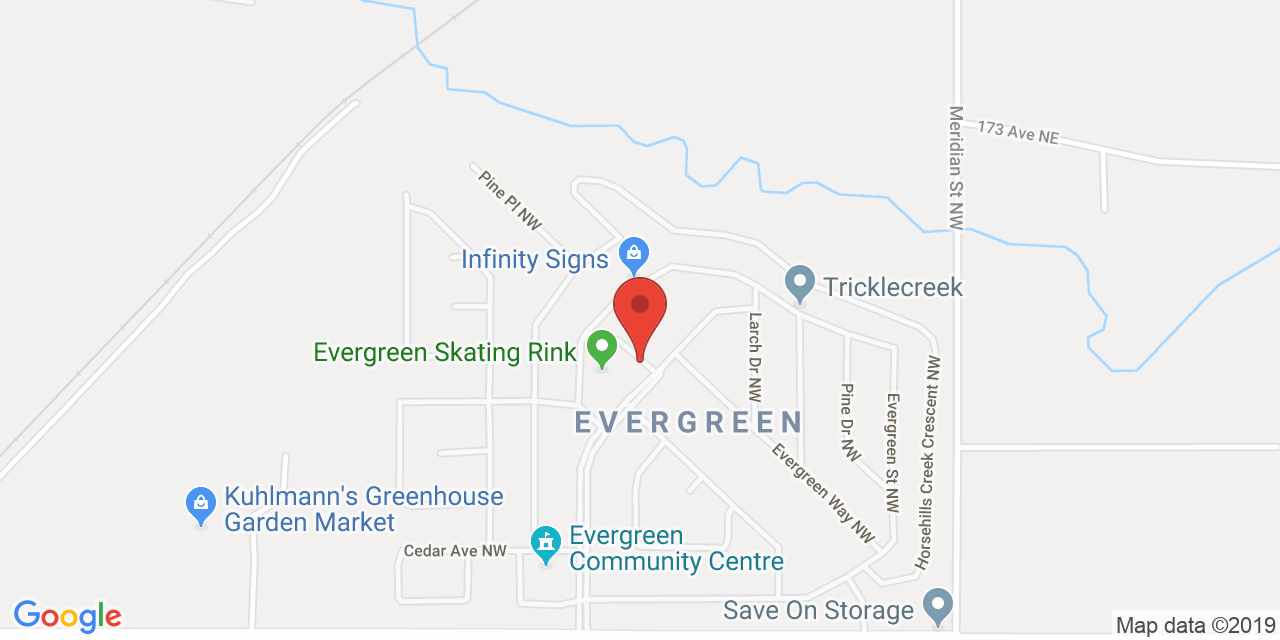 Meridian St NW
173 Ave NE
Pine Pl NW
Infinity Signs
Tricklecreek
Larch Dr NW
Evergreen Skating Rink
Pine Dr NW
Evergreen St NW
Horsehills Creek Crescent NW
EVERGREEN
Evergreen Way NW
Kuhlmann's Greenhouse
Garden Market
Cedar Ave NW
Evergreen
Community Centre
Save On Storage
Google
Map data ©2019